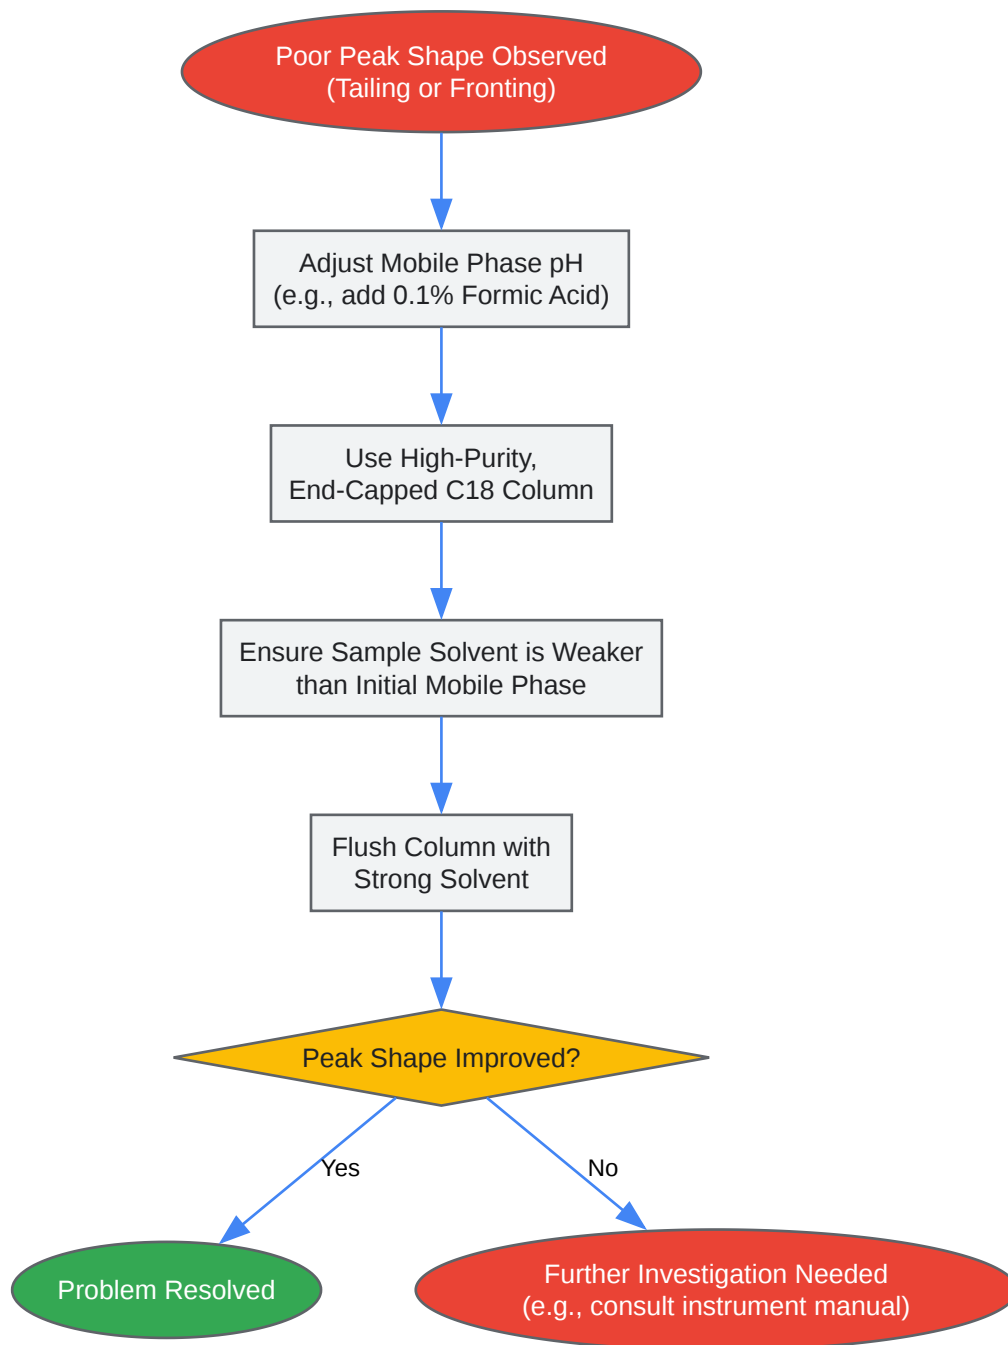 Poor Peak Shape Observed
(Tailing or Fronting)
Adjust Mobile Phase pH
(e.g., add 0.1% Formic Acid)
Use High-Purity,
End-Capped C18 Column
Ensure Sample Solvent is Weaker
than Initial Mobile Phase
Flush Column with
Strong Solvent
Peak Shape Improved?
Yes
No
Problem Resolved
Further Investigation Needed
(e.g., consult instrument manual)